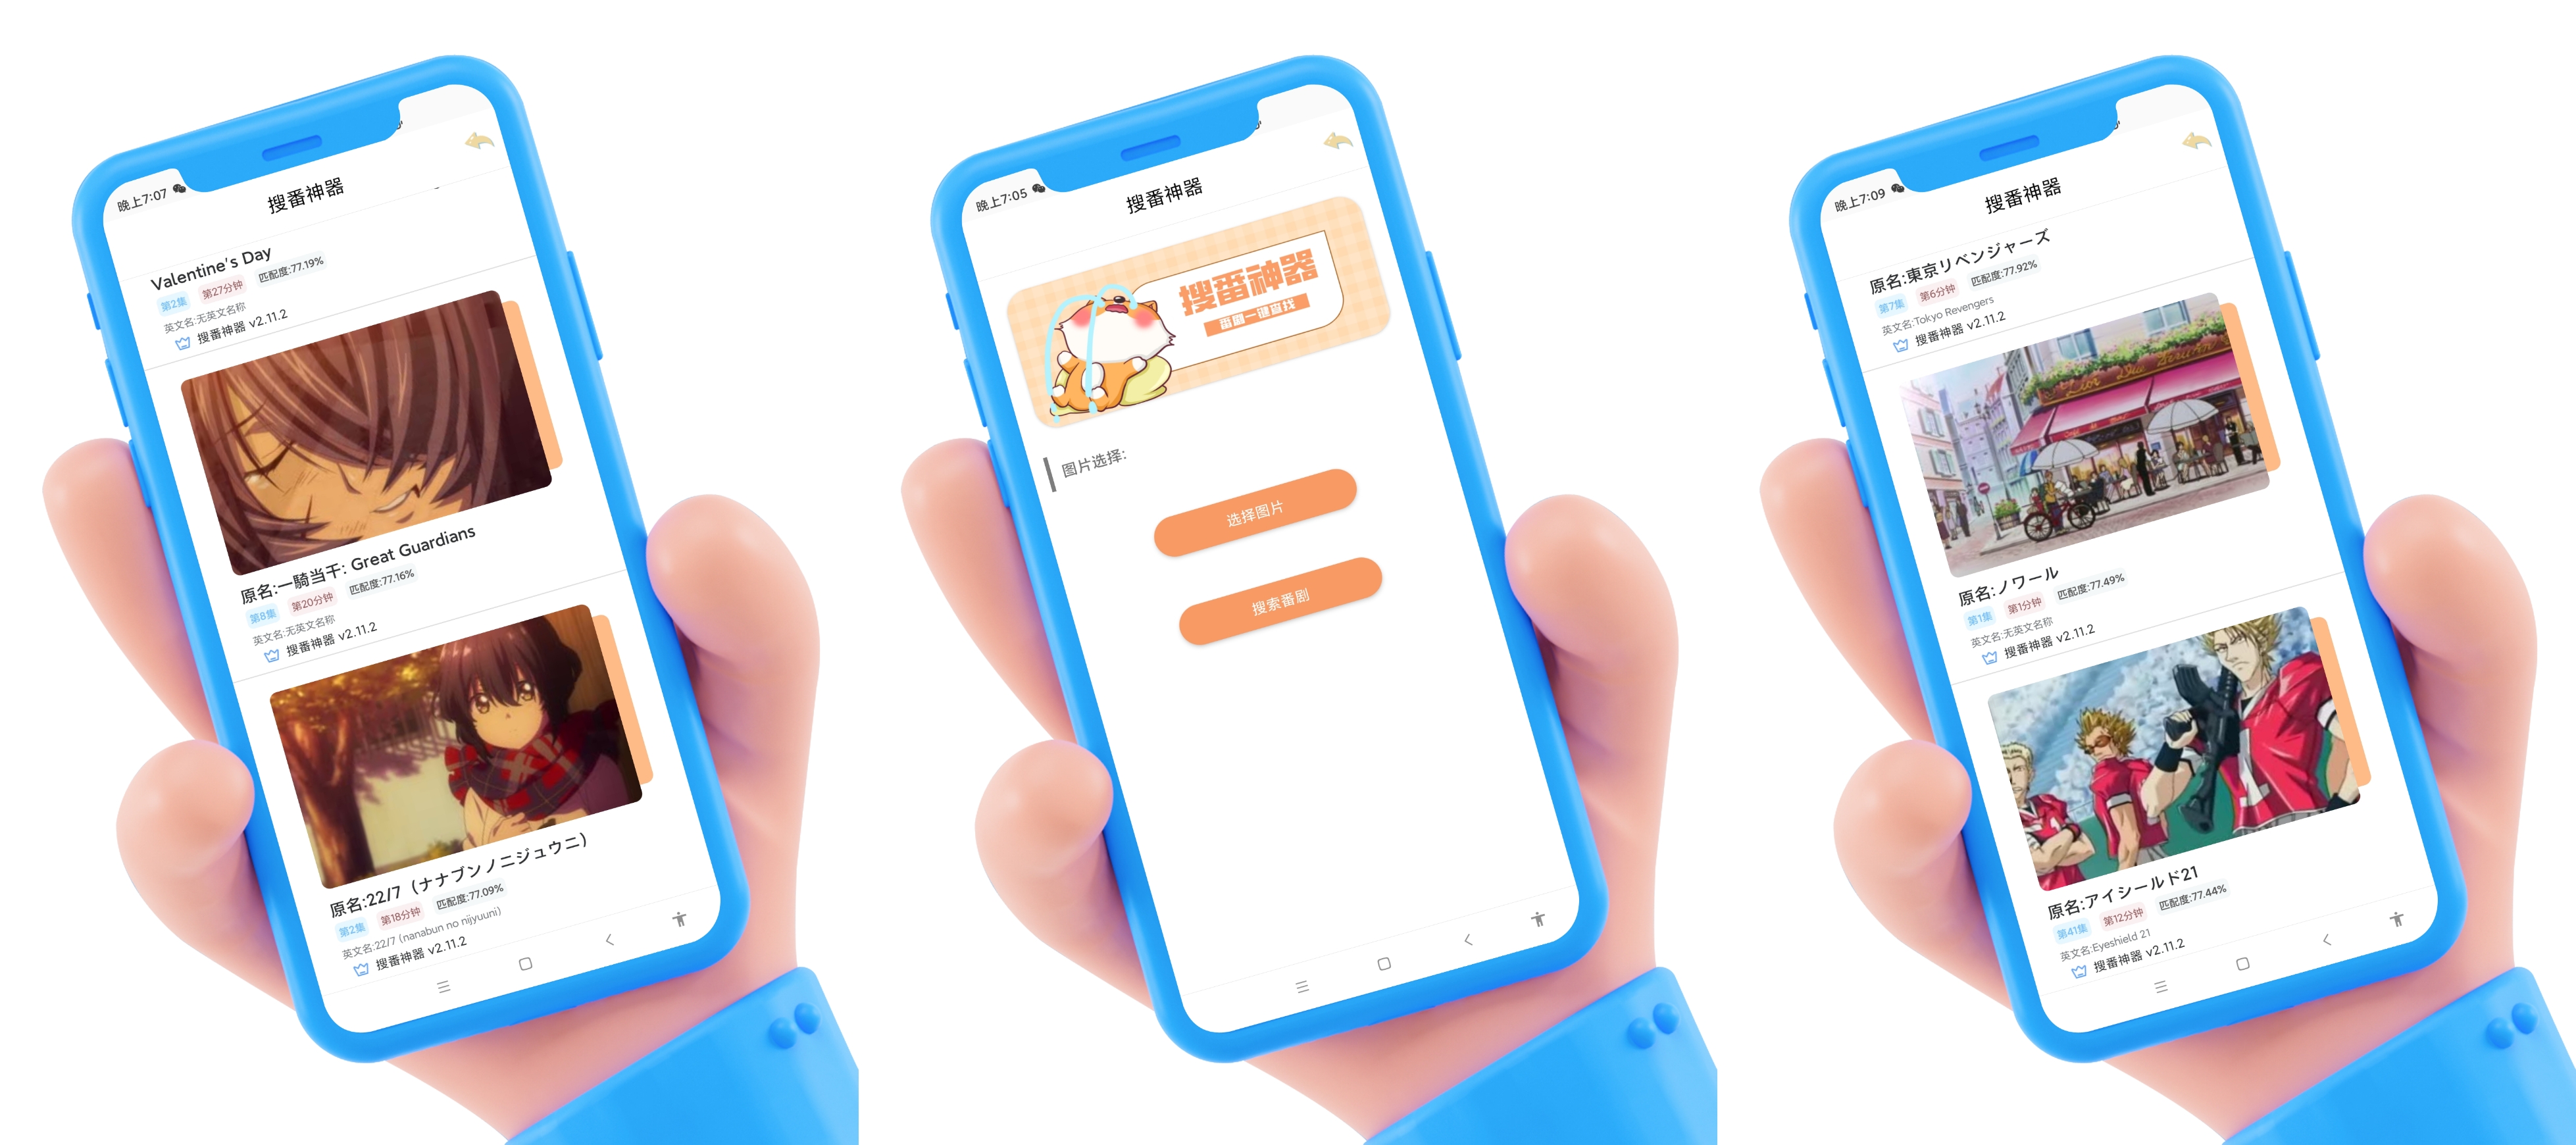 晚上7:07
搜番神器
Valentine's Day
第2集 第27分钟 匹配度:77.19%
英文名:无英文名称
搜番神器 v2.11.2
原名:一騎当千: Great Guardians
第8集 第20分钟 匹配度:77.16%
英文名:无英文名称
搜番神器 v2.11.2
原名:22/7（ナナブンノニジュウニ）
第2集 第18分钟 匹配度:77.09%
英文名:22/7 (nanabun no nijyuuni)
搜番神器 v2.11.2
晚上7:05
搜番神器
搜番神器
番剧一键查找
图片选择:
选择图片
搜索番剧
晚上7:09
搜番神器
原名:東京リベンジャーズ
第7集 第6分钟 匹配度:77.92%
英文名:Tokyo Revengers
搜番神器 v2.11.2
原名:ノワール
第1集 第1分钟 匹配度:77.49%
英文名:无英文名称
搜番神器 v2.11.2
原名:アイシールド21
第41集 第12分钟 匹配度:77.44%
英文名:Eyeshield 21
搜番神器 v2.11.2